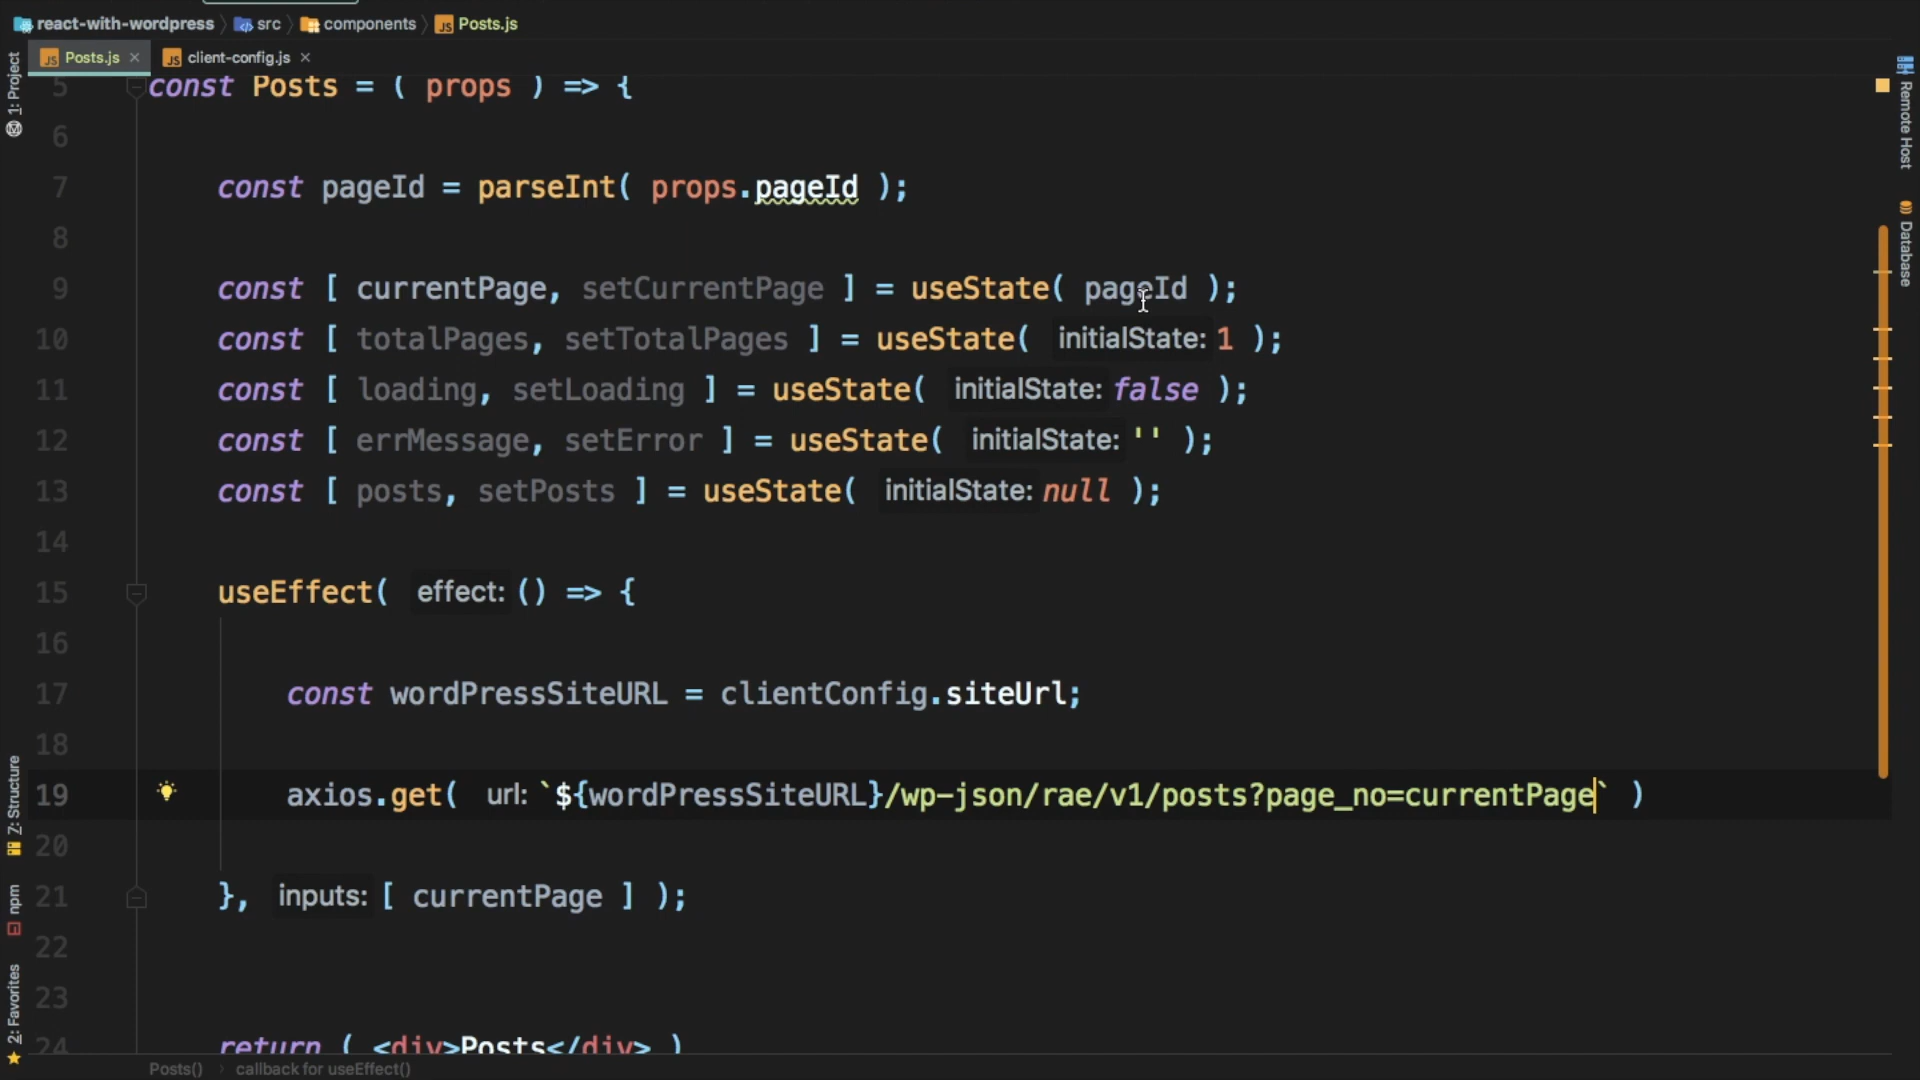 react-with-wordpress src components Posts.js
Posts.js client-config.js
1: Project
Remote Host
Database
5 const Posts = ( props ) => {
6
7 const pageId = parseInt( props.pageId );
8
9 const [ currentPage, setCurrentPage ] = useState( pageId );
10 const [ totalPages, setTotalPages ] = useState( initialState: 1 );
11 const [ loading, setLoading ] = useState( initialState: false );
12 const [ errMessage, setError ] = useState( initialState: '' );
13 const [ posts, setPosts ] = useState( initialState: null );
14
15 useEffect( effect: () => {
16
17 const wordPressSiteURL = clientConfig.siteUrl;
18
19 axios.get( url: `${wordPressSiteURL}/wp-json/rae/v1/posts?page_no=currentPage` )
20
21 }, inputs: [ currentPage ] );
22
23
24 return ( <div>Posts</div> )
Z: Structure
npm
2: Favorites
Posts() callback for useEffect()